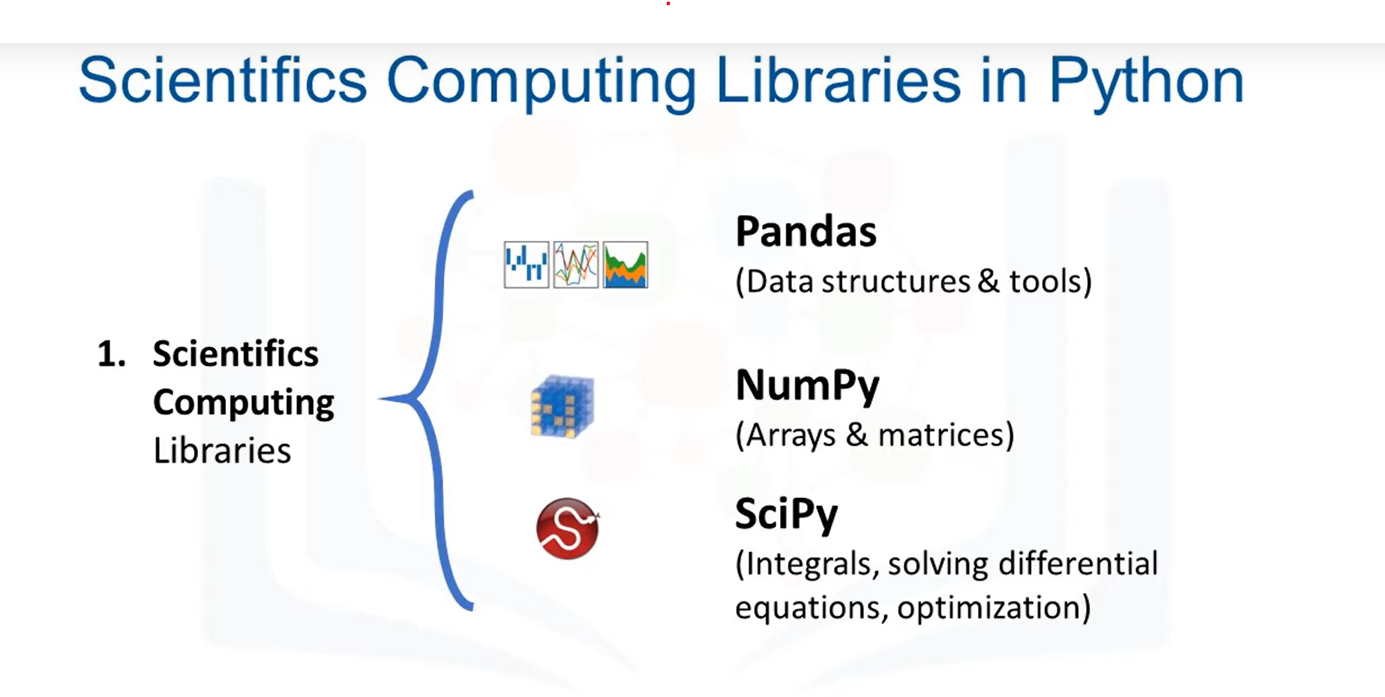 Scientifics Computing Libraries in Python
1. Scientifics
Computing
Libraries
Pandas
(Data structures & tools)
NumPy
(Arrays & matrices)
SciPy
(Integrals, solving differential
equations, optimization)